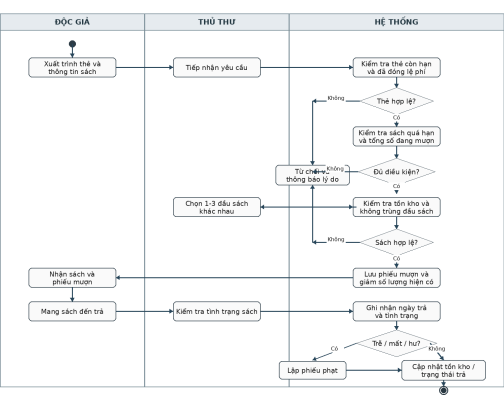 ĐỘC GIẢ
THỦ THƯ
HỆ THỐNG
Xuất trình thẻ và
thông tin sách
Tiếp nhận yêu cầu
Kiểm tra thẻ còn hạn
và đã đóng lệ phí
Thẻ hợp lệ?
Không
Có
Kiểm tra sách quá hạn
và tổng số đang mượn
Từ chối
thông báo lý do
Không
Đủ điều kiện?
Có
Chọn 1-3 đầu sách
khác nhau
Kiểm tra tồn kho và
không trùng đầu sách
Không
Sách hợp lệ?
Có
Nhận sách và
phiếu mượn
Lưu phiếu mượn và
giảm số lượng hiện có
Mang sách đến trả
Kiểm tra tình trạng sách
Ghi nhận ngày trả
và tình trạng
Trễ / mất / hư?
Có
Không
Lập phiếu phạt
Cập nhật tồn kho /
trạng thái trả